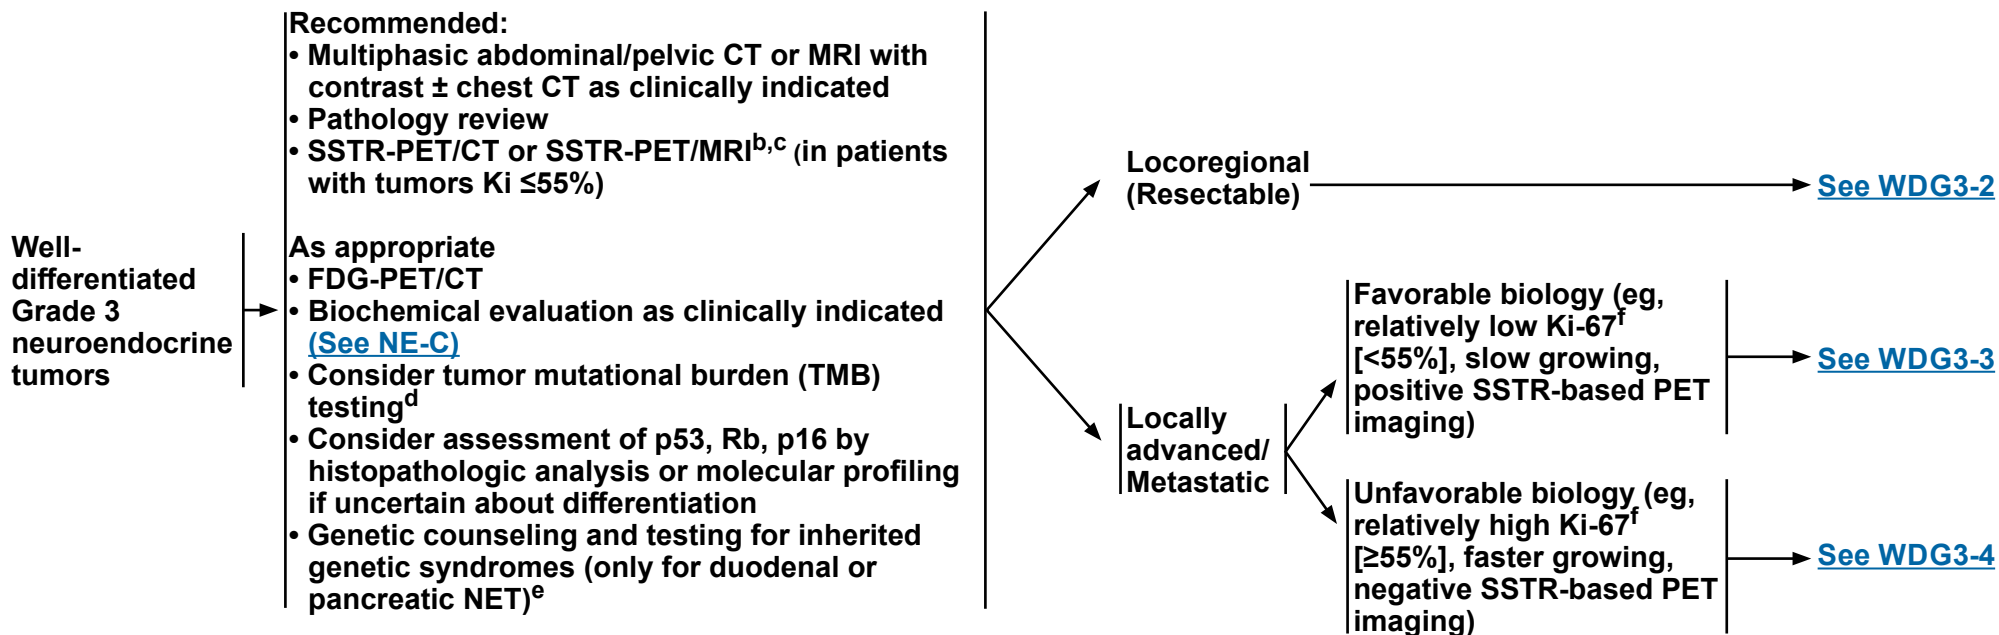 Well-
differentiated
Grade 3
neuroendocrine
tumors
Recommended:
• Multiphasic abdominal/pelvic CT or MRI with
contrast ± chest CT as clinically indicated
• Pathology review
• SSTR-PET/CT or SSTR-PET/MRIb,c (in patients
with tumors Ki ≤55%)
As appropriate
• FDG-PET/CT
• Biochemical evaluation as clinically indicated
(See NE-C)
• Consider tumor mutational burden (TMB)
testingd
• Consider assessment of p53, Rb, p16 by
histopathologic analysis or molecular profiling
if uncertain about differentiation
• Genetic counseling and testing for inherited
genetic syndromes (only for duodenal or
pancreatic NET)e
Locoregional
(Resectable)
See WDG3-2
Locally
advanced/
Metastatic
Favorable biology (eg,
relatively low Ki-67f
[<55%], slow growing,
positive SSTR-based PET
imaging)
See WDG3-3
Unfavorable biology (eg,
relatively high Ki-67f
[≥55%], faster growing,
negative SSTR-based PET
imaging)
See WDG3-4